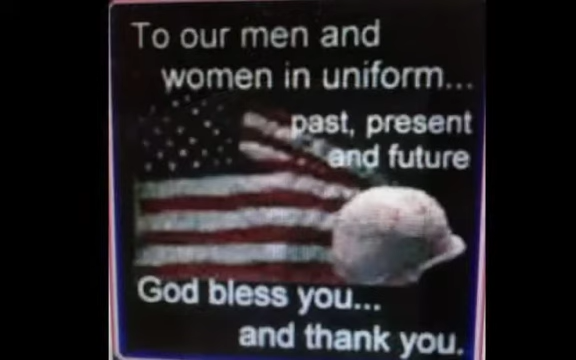 To our men and
women in uniform...
past, present
and future
God bless you...
and thank you.